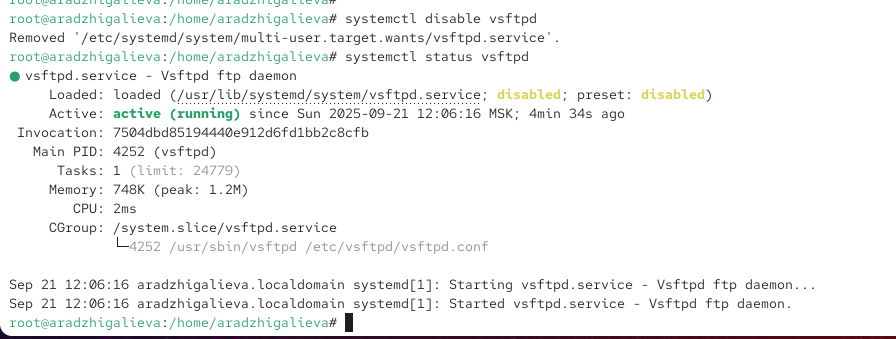 root@aradzhigalieva:/home/aradzhigalieva#
root@aradzhigalieva:/home/aradzhigalieva# systemctl disable vsftpd
Removed '/etc/systemd/system/multi-user.target.wants/vsftpd.service'.
root@aradzhigalieva:/home/aradzhigalieva# systemctl status vsftpd
● vsftpd.service - Vsftpd ftp daemon
     Loaded: loaded (/usr/lib/systemd/system/vsftpd.service; disabled; preset: disabled)
     Active: active (running) since Sun 2025-09-21 12:06:16 MSK; 4min 34s ago
 Invocation: 7504dbd85194440e912d6fd1bb2c8cfb
   Main PID: 4252 (vsftpd)
      Tasks: 1 (limit: 24779)
     Memory: 748K (peak: 1.2M)
        CPU: 2ms
     CGroup: /system.slice/vsftpd.service
             └─4252 /usr/sbin/vsftpd /etc/vsftpd/vsftpd.conf
Sep 21 12:06:16 aradzhigalieva.localdomain systemd[1]: Starting vsftpd.service - Vsftpd ftp daemon...
Sep 21 12:06:16 aradzhigalieva.localdomain systemd[1]: Started vsftpd.service - Vsftpd ftp daemon.
root@aradzhigalieva:/home/aradzhigalieva#